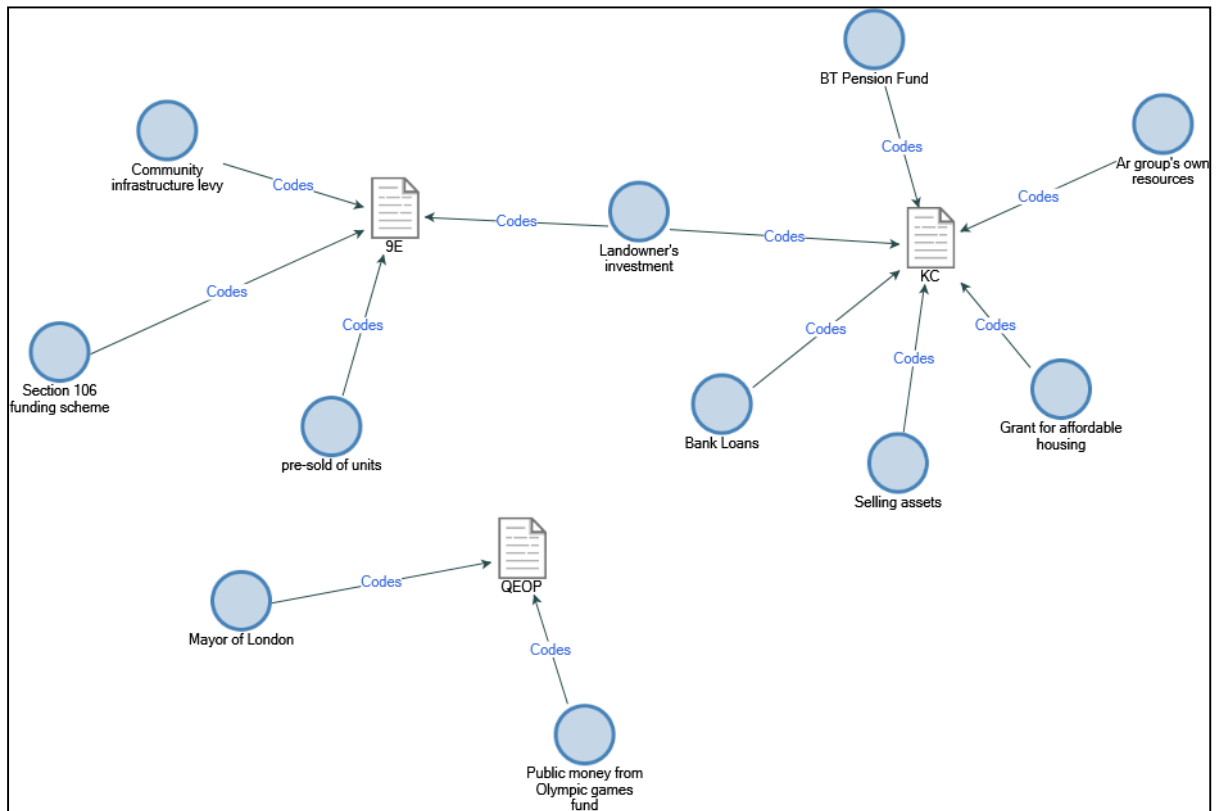 BT Pension Fund
Community
infrastructure levy
Ar group's own
resources
Codes
Codes
Codes
Codes
Codes
9E
Landowner's
investment
KC
Codes
Codes
Codes
Codes
Codes
Section 106
funding scheme
pre-sold of units
Bank Loans
Selling assets
Grant for affordable
housing
QEOP
Codes
Mayor of London
Codes
Public money from
Olympic games
fund